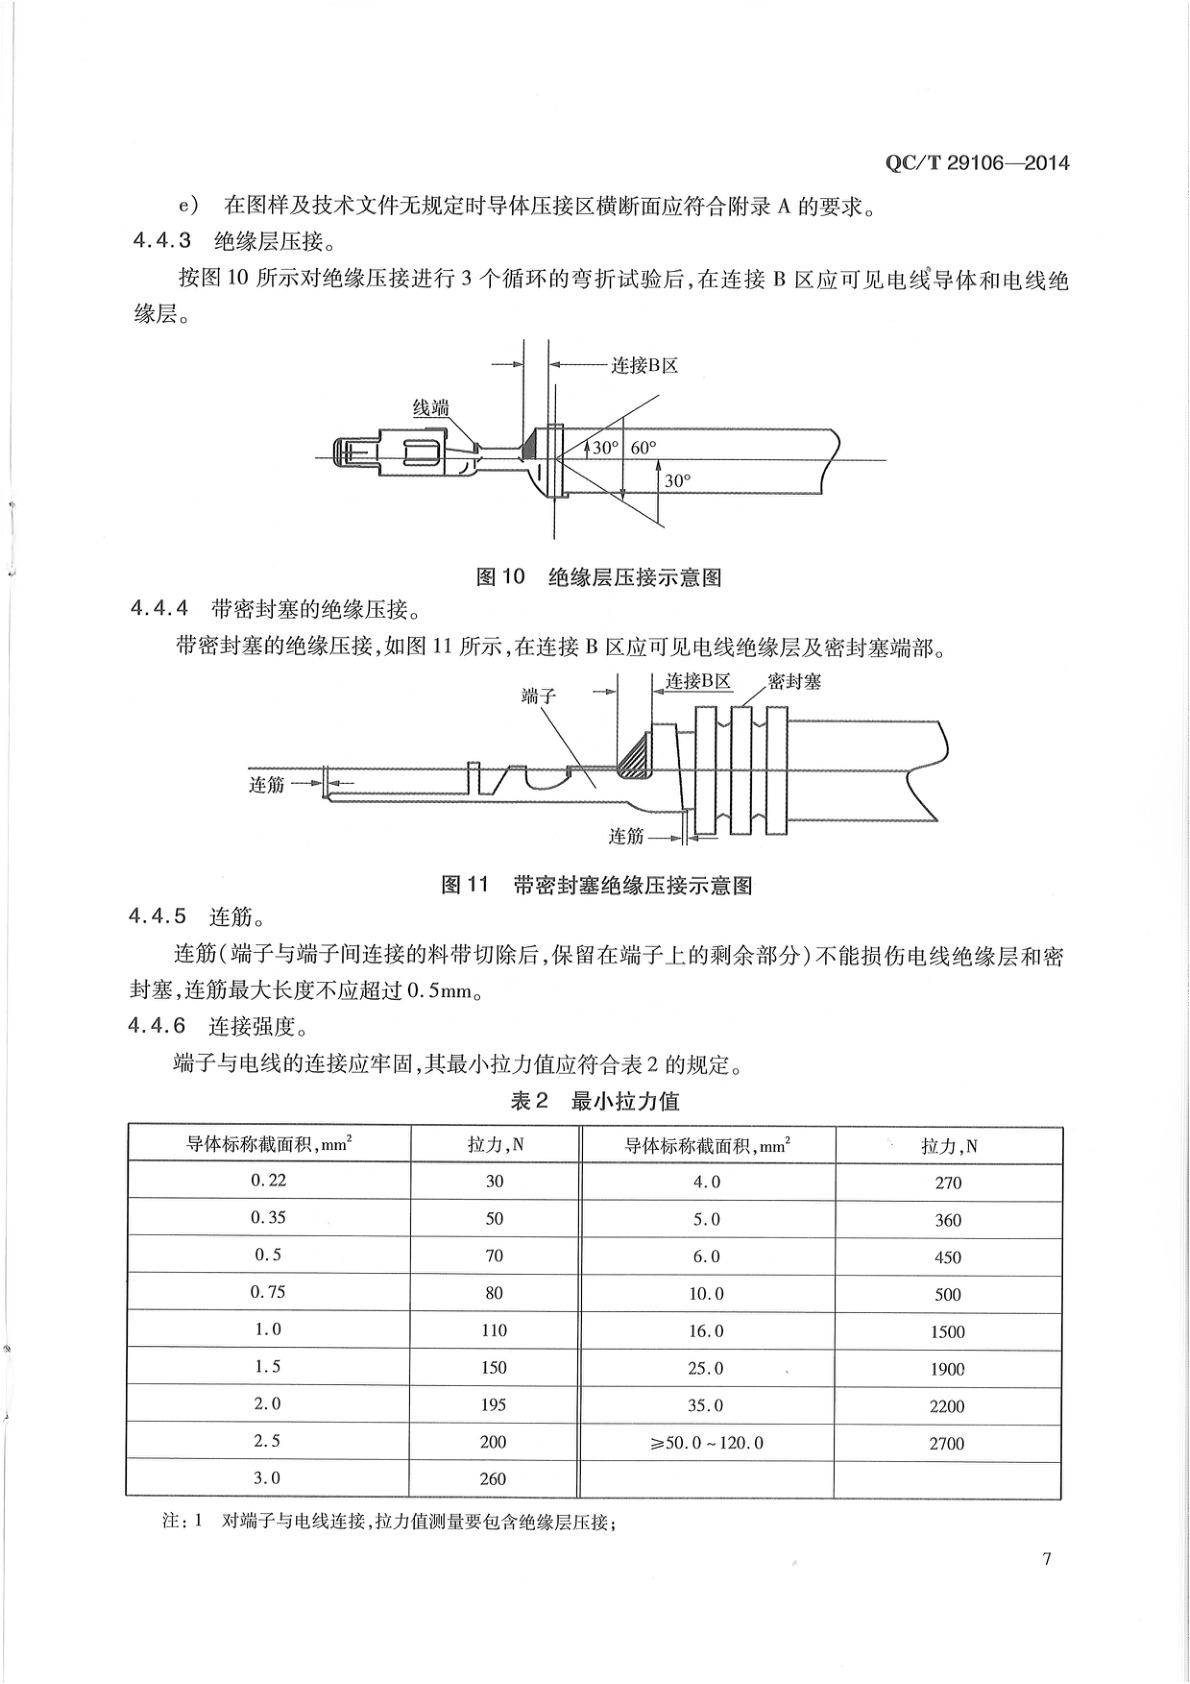 QC/T 29106—2014
e) 在图样及技术文件无规定时导体压接区横断面应符合附录 A 的要求。
4.4.3 绝缘层压接。
按图 10 所示对绝缘压接进行 3 个循环的弯折试验后,在连接 B 区应可见电线导体和电线绝
缘层。
连接B区
线端
30° 60°
30°
图 10 绝缘层压接示意图
4.4.4 带密封塞的绝缘压接。
带密封塞的绝缘压接,如图 11 所示,在连接 B 区应可见电线绝缘层及密封塞端部。
端子 连接B区 密封塞
连筋
连筋
图 11 带密封塞绝缘压接示意图
4.4.5 连筋。
连筋(端子与端子间连接的料带切除后,保留在端子上的剩余部分)不能损伤电线绝缘层和密
封塞,连筋最大长度不应超过 0.5mm。
4.4.6 连接强度。
端子与电线的连接应牢固,其最小拉力值应符合表 2 的规定。
表 2 最小拉力值
导体标称截面积,mm² 拉力,N 导体标称截面积,mm² 拉力,N
0.22 30 4.0 270
0.35 50 5.0 360
0.5 70 6.0 450
0.75 80 10.0 500
1.0 110 16.0 1500
1.5 150 25.0 1900
2.0 195 35.0 2200
2.5 200 ≥50.0~120.0 2700
3.0 260
注: 1 对端子与电线连接,拉力值测量要包含绝缘层压接;
7